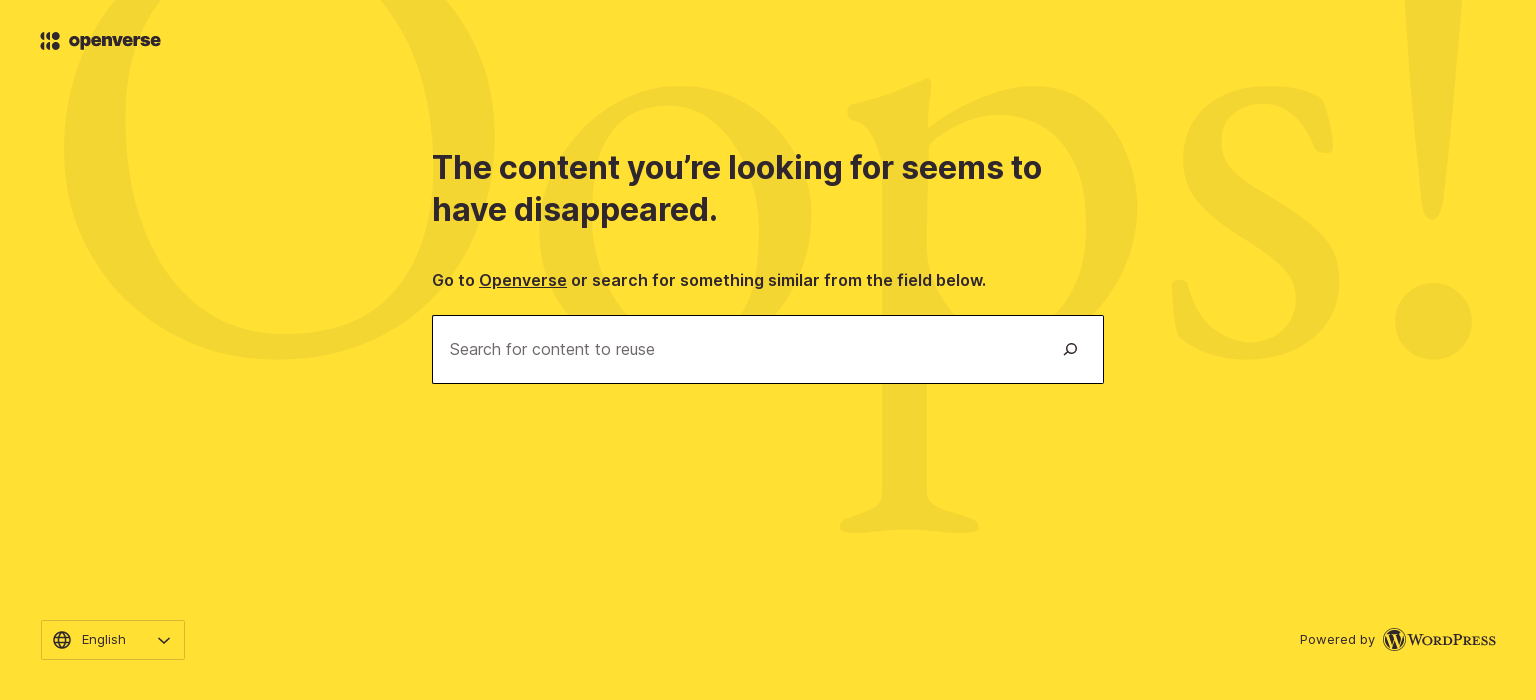 openverse
Oops!
The content you’re looking for seems to
have disappeared.
Go to Openverse or search for something similar from the field below.
Search for content to reuse
English
Powered by WORDPRESS